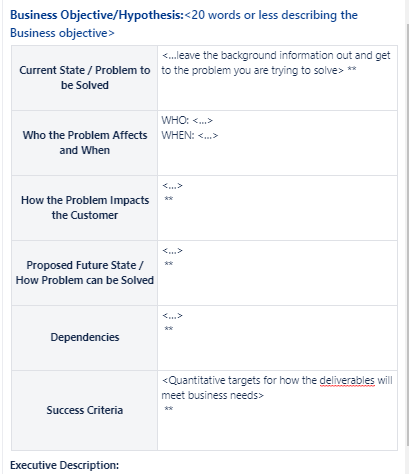 Business Objective/Hypothesis:<20 words or less describing the
Business objective>
Current State / Problem to
be Solved
<...leave the background information out and get
to the problem you are trying to solve> **
Who the Problem Affects
and When
WHO: <...>
WHEN: <...>
How the Problem Impacts
the Customer
<...>
**
Proposed Future State /
How Problem can be Solved
<...>
**
Dependencies
<...>
**
Success Criteria
<Quantitative targets for how the deliverables will
meet business needs>
**
Executive Description: